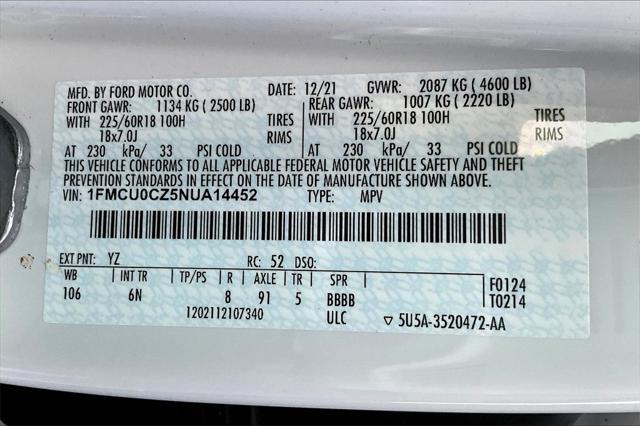 MFD. BY FORD MOTOR CO. DATE: 12/21 GVWR: 2087 KG ( 4600 LB)
FRONT GAWR: 1134 KG ( 2500 LB) REAR GAWR: 1007 KG ( 2220 LB)
WITH 225/60R18 100H TIRES WITH 225/60R18 100H TIRES
18x7.0J RIMS 18x7.0J RIMS
AT 230 kPa/ 33 PSI COLD AT 230 kPa/ 33 PSI COLD
THIS VEHICLE CONFORMS TO ALL APPLICABLE FEDERAL MOTOR VEHICLE SAFETY AND THEFT
PREVENTION STANDARDS IN EFFECT ON THE DATE OF MANUFACTURE SHOWN ABOVE.
VIN: 1FMCU0CZ5NUA14452 TYPE: MPV
EXT PNT: YZ RC: 52 DSO:
WB INT TR TP/PS R AXLE TR SPR F0124
106 6N 8 91 5 BBBB T0214
1202112107340 ULC ▽ 5U5A-3520472-AA